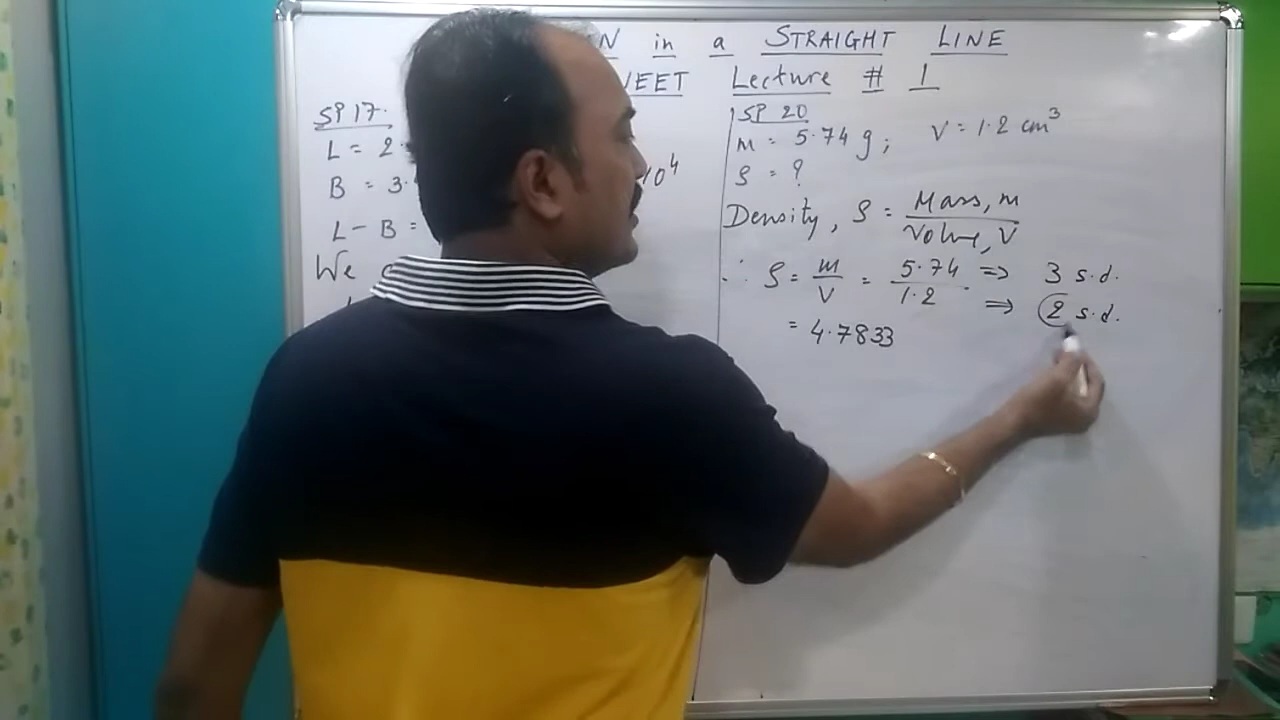 N in a STRAIGHT LINE
NEET Lecture # 1
SP 17.
L = 2.
B = 3.
10⁴
L - B =
We
SP 20
m = 5.74 g; V = 1.2 cm³
ρ = ?
Density, ρ = Mass, m / Volume, V
∴ ρ = m/V = 5.74/1.2 ⇒ 3 s.d.
⇒ 2 s.d.
= 4.7833